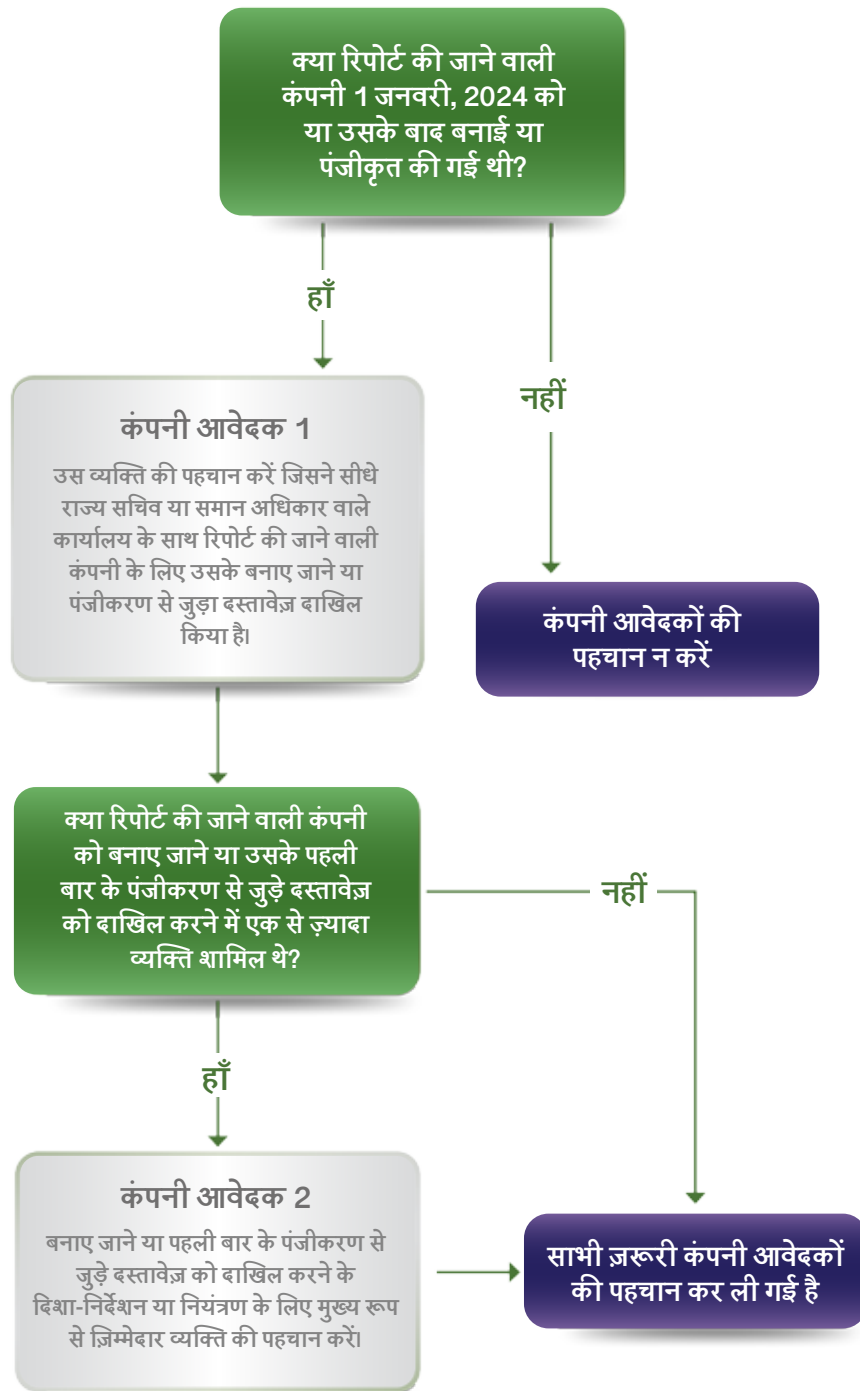 क्या रिपोर्ट की जाने वाली
कंपनी 1 जनवरी, 2024 को
या उसके बाद बनाई या
पंजीकृत की गई थी?
हाँ
नहीं
कंपनी आवेदक 1
उस व्यक्ति की पहचान करें जिसने सीधे
राज्य सचिव या समान अधिकार वाले
कार्यालय के साथ रिपोर्ट की जाने वाली
कंपनी के लिए उसके बनाए जाने या
पंजीकरण से जुड़ा दस्तावेज़ दाखिल
किया है।
कंपनी आवेदकों की
पहचान न करें
क्या रिपोर्ट की जाने वाली कंपनी
को बनाए जाने या उसके पहली
बार के पंजीकरण से जुड़े दस्तावेज़
को दाखिल करने में एक से ज़्यादा
व्यक्ति शामिल थे?
नहीं
हाँ
कंपनी आवेदक 2
बनाए जाने या पहली बार के पंजीकरण से
जुड़े दस्तावेज़ को दाखिल करने के
दिशा-निर्देशन या नियंत्रण के लिए मुख्य रूप
से ज़िम्मेदार व्यक्ति की पहचान करें।
साभी ज़रूरी कंपनी आवेदकों
की पहचान कर ली गई है